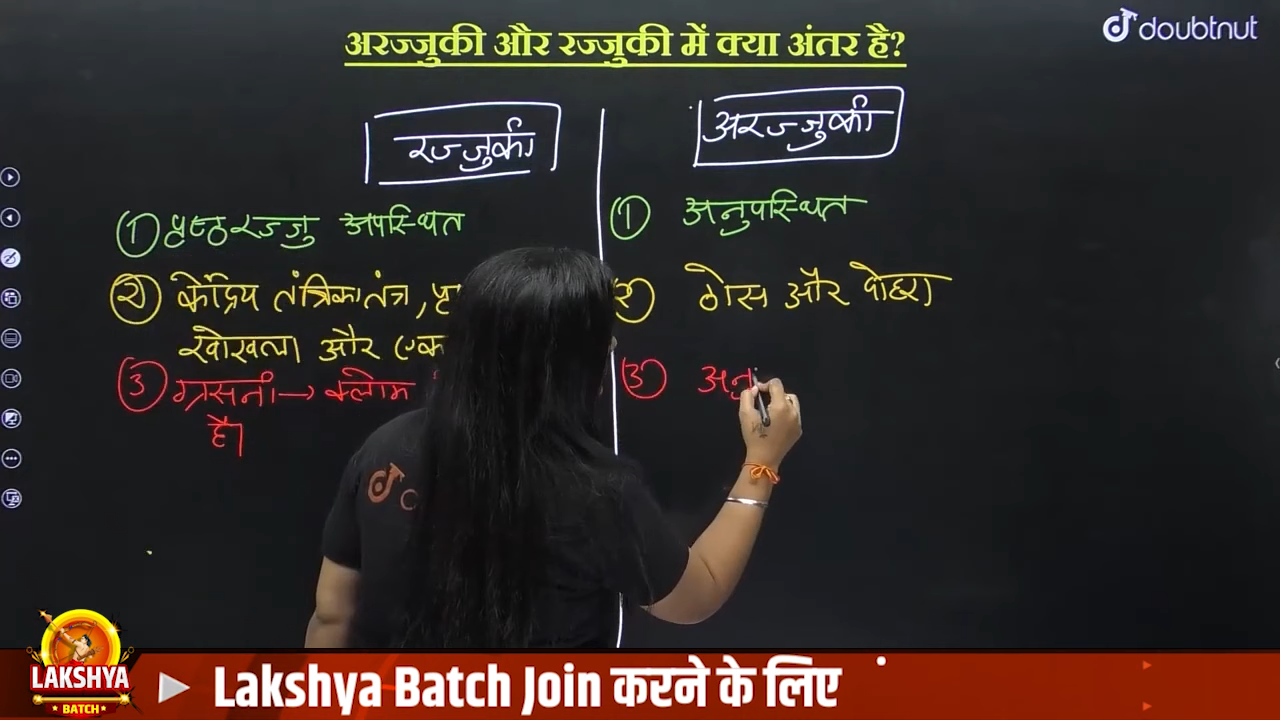 अरज्जुकी और रज्जुकी में क्या अंतर है?
doubtnut
रज्जुकी
अरज्जुकी
① पृष्ठरज्जु उपस्थित
① अनुपस्थित
② केंद्रिय तंत्रिकातंत्र,
खोखला और एक
② ठोस और दोहरा
③ ग्रसनी → क्लोम
है।
③ अनु
LAKSHYA
BATCH
Lakshya Batch Join करने के लिए